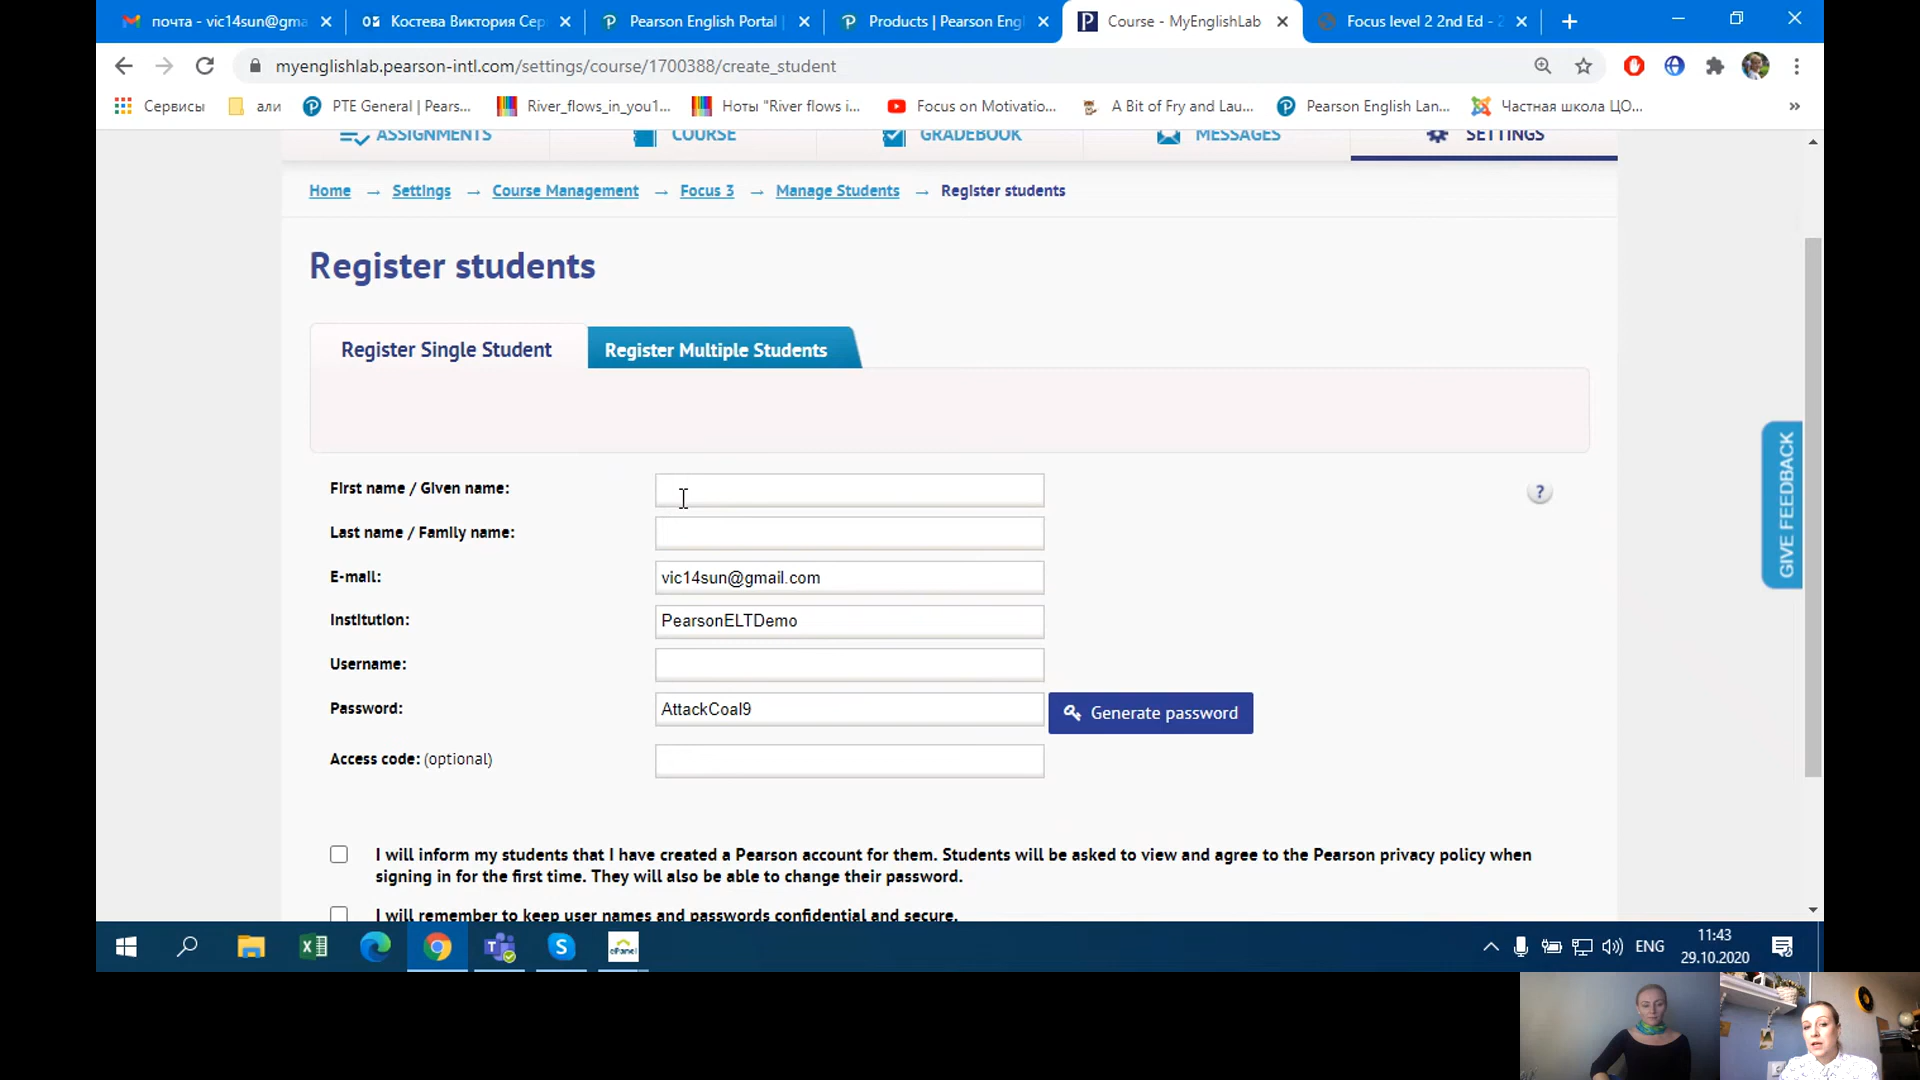 почта - vic14sun@gma
Костева Виктория Сер
Pearson English Portal
Products | Pearson Eng
Course - MyEnglishLab
Focus level 2 2nd Ed - 2
myenglishlab.pearson-intl.com/settings/course/1700388/create_student
Сервисы
али
PTE General | Pears...
River_flows_in_you1...
Ноты "River flows i...
Focus on Motivatio...
A Bit of Fry and Lau...
Pearson English Lan...
Частная школа ЦО...
ASSIGNMENTS
COURSE
GRADEBOOK
MESSAGES
SETTINGS
Home → Settings → Course Management → Focus 3 → Manage Students → Register students
Register students
Register Single Student
Register Multiple Students
First name / Given name:
?
Last name / Family name:
E-mail:
vic14sun@gmail.com
Institution:
PearsonELTDemo
Username:
Password:
AttackCoal9
Generate password
Access code: (optional)
GIVE FEEDBACK
I will inform my students that I have created a Pearson account for them. Students will be asked to view and agree to the Pearson privacy policy when
signing in for the first time. They will also be able to change their password.
I will remember to keep user names and passwords confidential and secure.
ePanel
ENG
11:43
29.10.2020